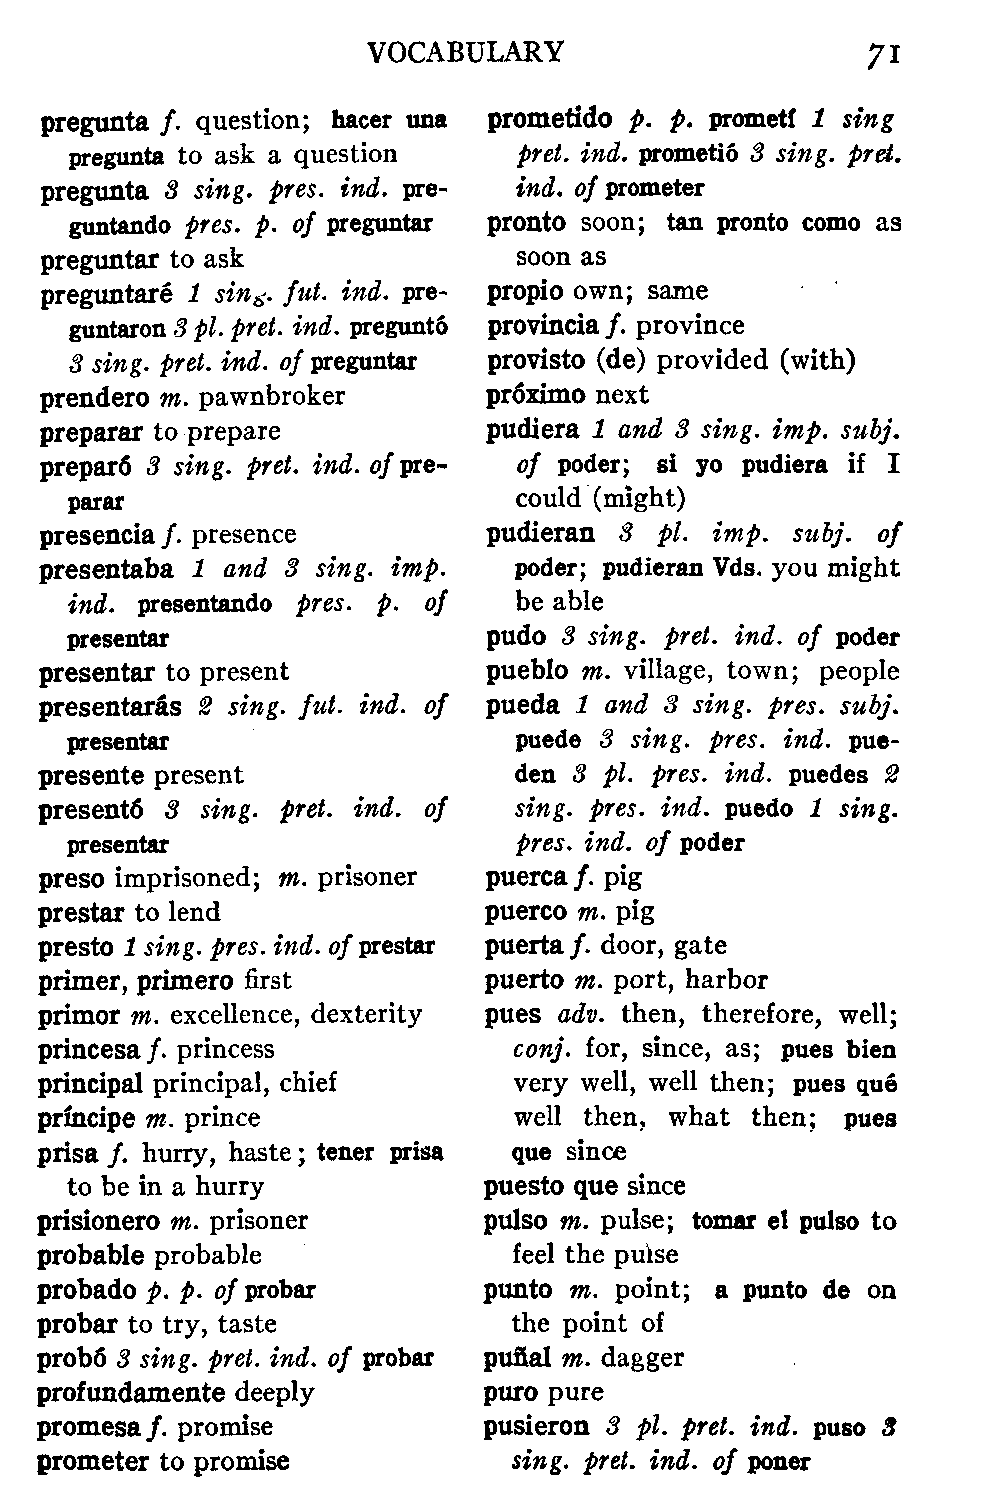 VOCABULARY 71
pregunta f. question; hacer una
pregunta to ask a question
pregunta 3 sing. pres. ind. pre-
guntando pres. p. of preguntar
preguntar to ask
preguntaré 1 sing. fut. ind. pre-
guntaron 3 pl. pret. ind. preguntó
3 sing. pret. ind. of preguntar
prendero m. pawnbroker
preparar to prepare
preparó 3 sing. pret. ind. of pre-
parar
presencia f. presence
presentaba 1 and 3 sing. imp.
ind. presentando pres. p. of
presentar
presentar to present
presentarás 2 sing. fut. ind. of
presentar
presente present
presentó 3 sing. pret. ind. of
presentar
preso imprisoned; m. prisoner
prestar to lend
presto 1 sing. pres. ind. of prestar
primer, primero first
primor m. excellence, dexterity
princesa f. princess
principal principal, chief
príncipe m. prince
prisa f. hurry, haste; tener prisa
to be in a hurry
prisionero m. prisoner
probable probable
probado p. p. of probar
probar to try, taste
probó 3 sing. pret. ind. of probar
profundamente deeply
promesa f. promise
prometer to promise
prometido p. p. prometí 1 sing
pret. ind. prometió 3 sing. pret.
ind. of prometer
pronto soon; tan pronto como as
soon as
propio own; same
provincia f. province
provisto (de) provided (with)
próximo next
pudiera 1 and 3 sing. imp. subj.
of poder; si yo pudiera if I
could (might)
pudieran 3 pl. imp. subj. of
poder; pudieran Vds. you might
be able
pudo 3 sing. pret. ind. of poder
pueblo m. village, town; people
pueda 1 and 3 sing. pres. subj.
puede 3 sing. pres. ind. pue-
den 3 pl. pres. ind. puedes 2
sing. pres. ind. puedo 1 sing.
pres. ind. of poder
puerca f. pig
puerco m. pig
puerta f. door, gate
puerto m. port, harbor
pues adv. then, therefore, well;
conj. for, since, as; pues bien
very well, well then; pues qué
well then, what then; pues
que since
puesto que since
pulso m. pulse; tomar el pulso to
feel the pulse
punto m. point; a punto de on
the point of
puñal m. dagger
puro pure
pusieron 3 pl. pret. ind. puso 3
sing. pret. ind. of poner